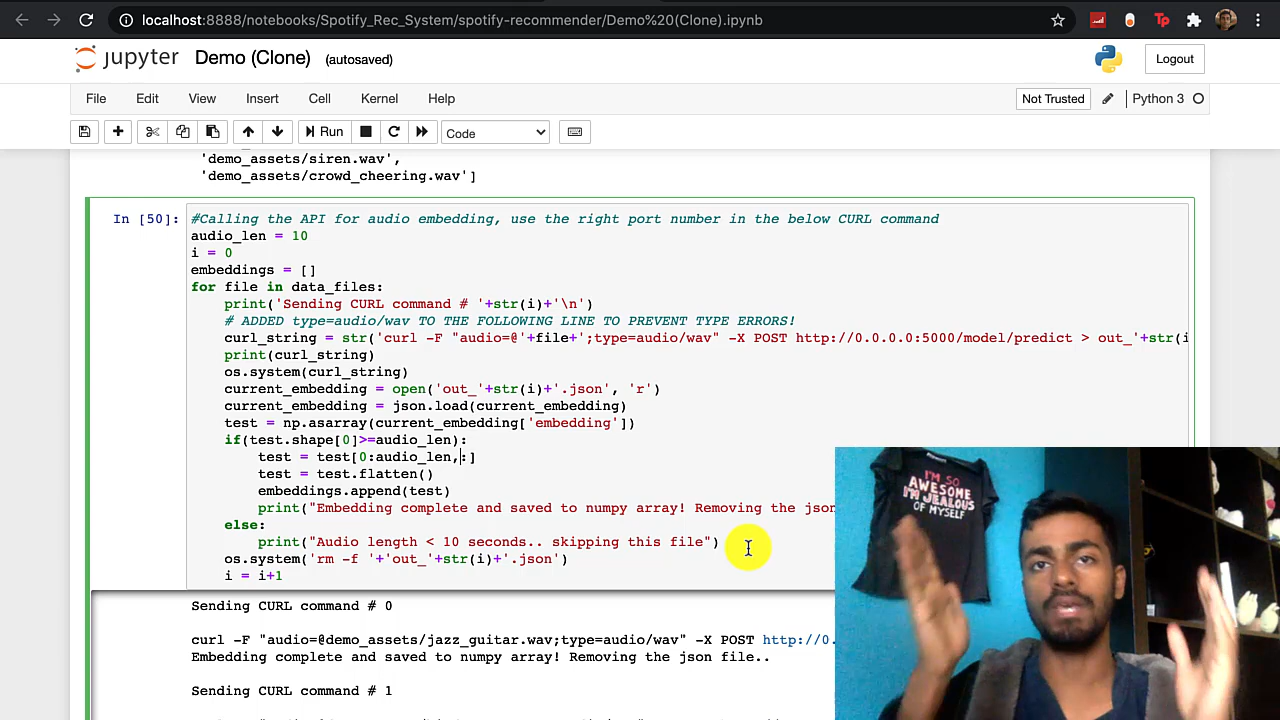 localhost:8888/notebooks/Spotify_Rec_System/spotify-recommender/Demo%20(Clone).ipynb
Tp
jupyter Demo (Clone) (autosaved)
Logout
File Edit View Insert Cell Kernel Help
Not Trusted Python 3
Run Code
'demo_assets/siren.wav',
'demo_assets/crowd_cheering.wav']
In [50]: #Calling the API for audio embedding, use the right port number in the below CURL command
audio_len = 10
i = 0
embeddings = []
for file in data_files:
    print('Sending CURL command # '+str(i)+'\n')
    # ADDED type=audio/wav TO THE FOLLOWING LINE TO PREVENT TYPE ERRORS!
    curl_string = str('curl -F "audio=@'+file+';type=audio/wav" -X POST http://0.0.0.0:5000/model/predict > out_'+str(i
    print(curl_string)
    os.system(curl_string)
    current_embedding = open('out_'+str(i)+'.json', 'r')
    current_embedding = json.load(current_embedding)
    test = np.asarray(current_embedding['embedding'])
    if(test.shape[0]>=audio_len):
        test = test[0:audio_len,:]
        test = test.flatten()
        embeddings.append(test)
        print("Embedding complete and saved to numpy array! Removing the json
    else:
        print("Audio length < 10 seconds.. skipping this file")
    os.system('rm -f '+'out_'+str(i)+'.json')
    i = i+1
Sending CURL command # 0
curl -F "audio=@demo_assets/jazz_guitar.wav;type=audio/wav" -X POST http://0.
Embedding complete and saved to numpy array! Removing the json file..
Sending CURL command # 1
I'M SO
AWESOME
I'M JEALOUS
OF MYSELF